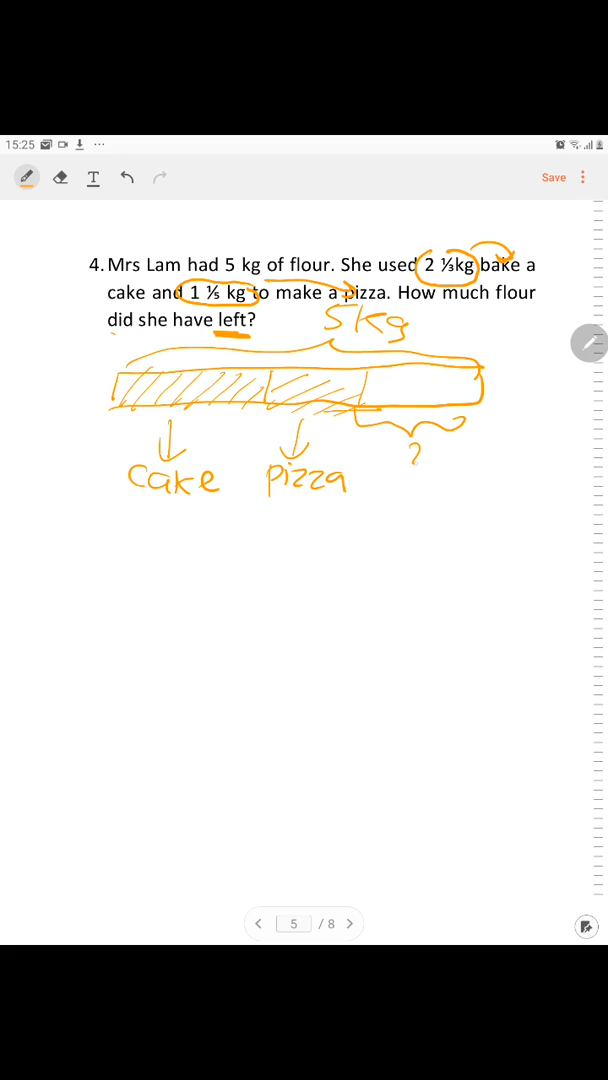 15:25 ...
Save
4. Mrs Lam had 5 kg of flour. She used 2 ⅓kg bake a
cake and 1 ⅕ kg to make a pizza. How much flour
did she have left?
5kg
?
cake pizza
5 / 8